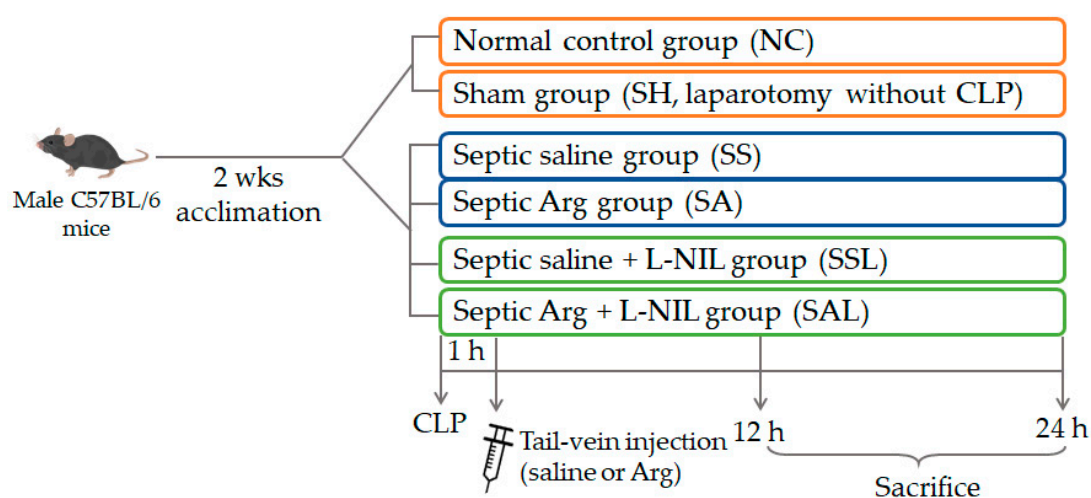 Normal control group (NC)
Sham group (SH, laparotomy without CLP)
Septic saline group (SS)
Septic Arg group (SA)
Septic saline + L-NIL group (SSL)
Septic Arg + L-NIL group (SAL)
Male C57BL/6
mice
2 wks
acclimation
1 h
CLP
Tail-vein injection
(saline or Arg)
12 h
24 h
Sacrifice